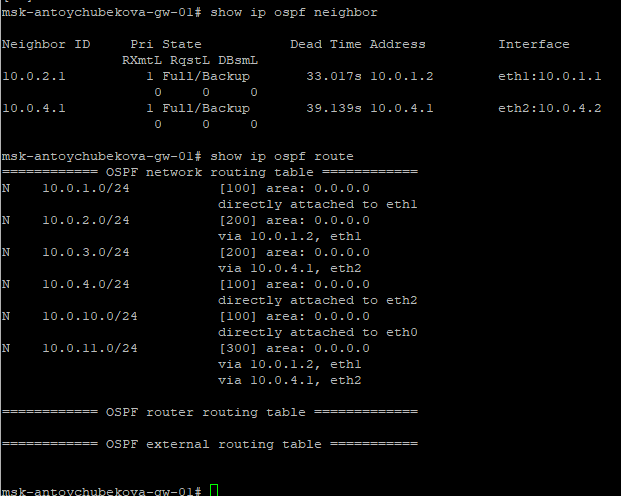 msk-antoychubekova-gw-01# show ip ospf neighbor
Neighbor ID     Pri State           Dead Time Address         Interface
               RXmtL RqstL DBsmL
10.0.2.1          1 Full/Backup       33.017s 10.0.1.2        eth1:10.0.1.1
                   0     0     0
10.0.4.1          1 Full/Backup       39.139s 10.0.4.1        eth2:10.0.4.2
                   0     0     0
msk-antoychubekova-gw-01# show ip ospf route
============ OSPF network routing table ============
N    10.0.1.0/24           [100] area: 0.0.0.0
                           directly attached to eth1
N    10.0.2.0/24           [200] area: 0.0.0.0
                           via 10.0.1.2, eth1
N    10.0.3.0/24           [200] area: 0.0.0.0
                           via 10.0.4.1, eth2
N    10.0.4.0/24           [100] area: 0.0.0.0
                           directly attached to eth2
N    10.0.10.0/24          [100] area: 0.0.0.0
                           directly attached to eth0
N    10.0.11.0/24          [300] area: 0.0.0.0
                           via 10.0.1.2, eth1
                           via 10.0.4.1, eth2
============ OSPF router routing table =============
============ OSPF external routing table ===========
msk-antoychubekova-gw-01#